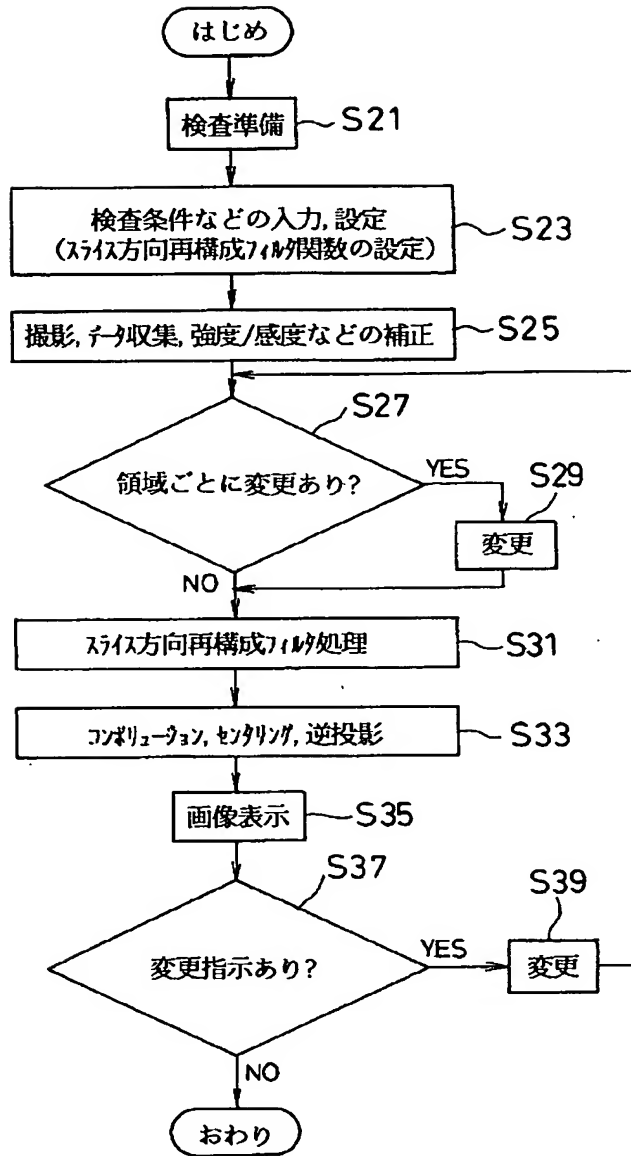 はじめ
検査準備
S21
検査条件などの入力,設定
(スライス方向再構成フィルタ関数の設定)
S23
撮影,データ収集,強度/感度などの補正
S25
S27
領域ごとに変更あり?
YES
S29
変更
NO
スライス方向再構成フィルタ処理
S31
コンボリューション,センタリング,逆投影
S33
画像表示
S35
S37
変更指示あり?
YES
S39
変更
NO
おわり